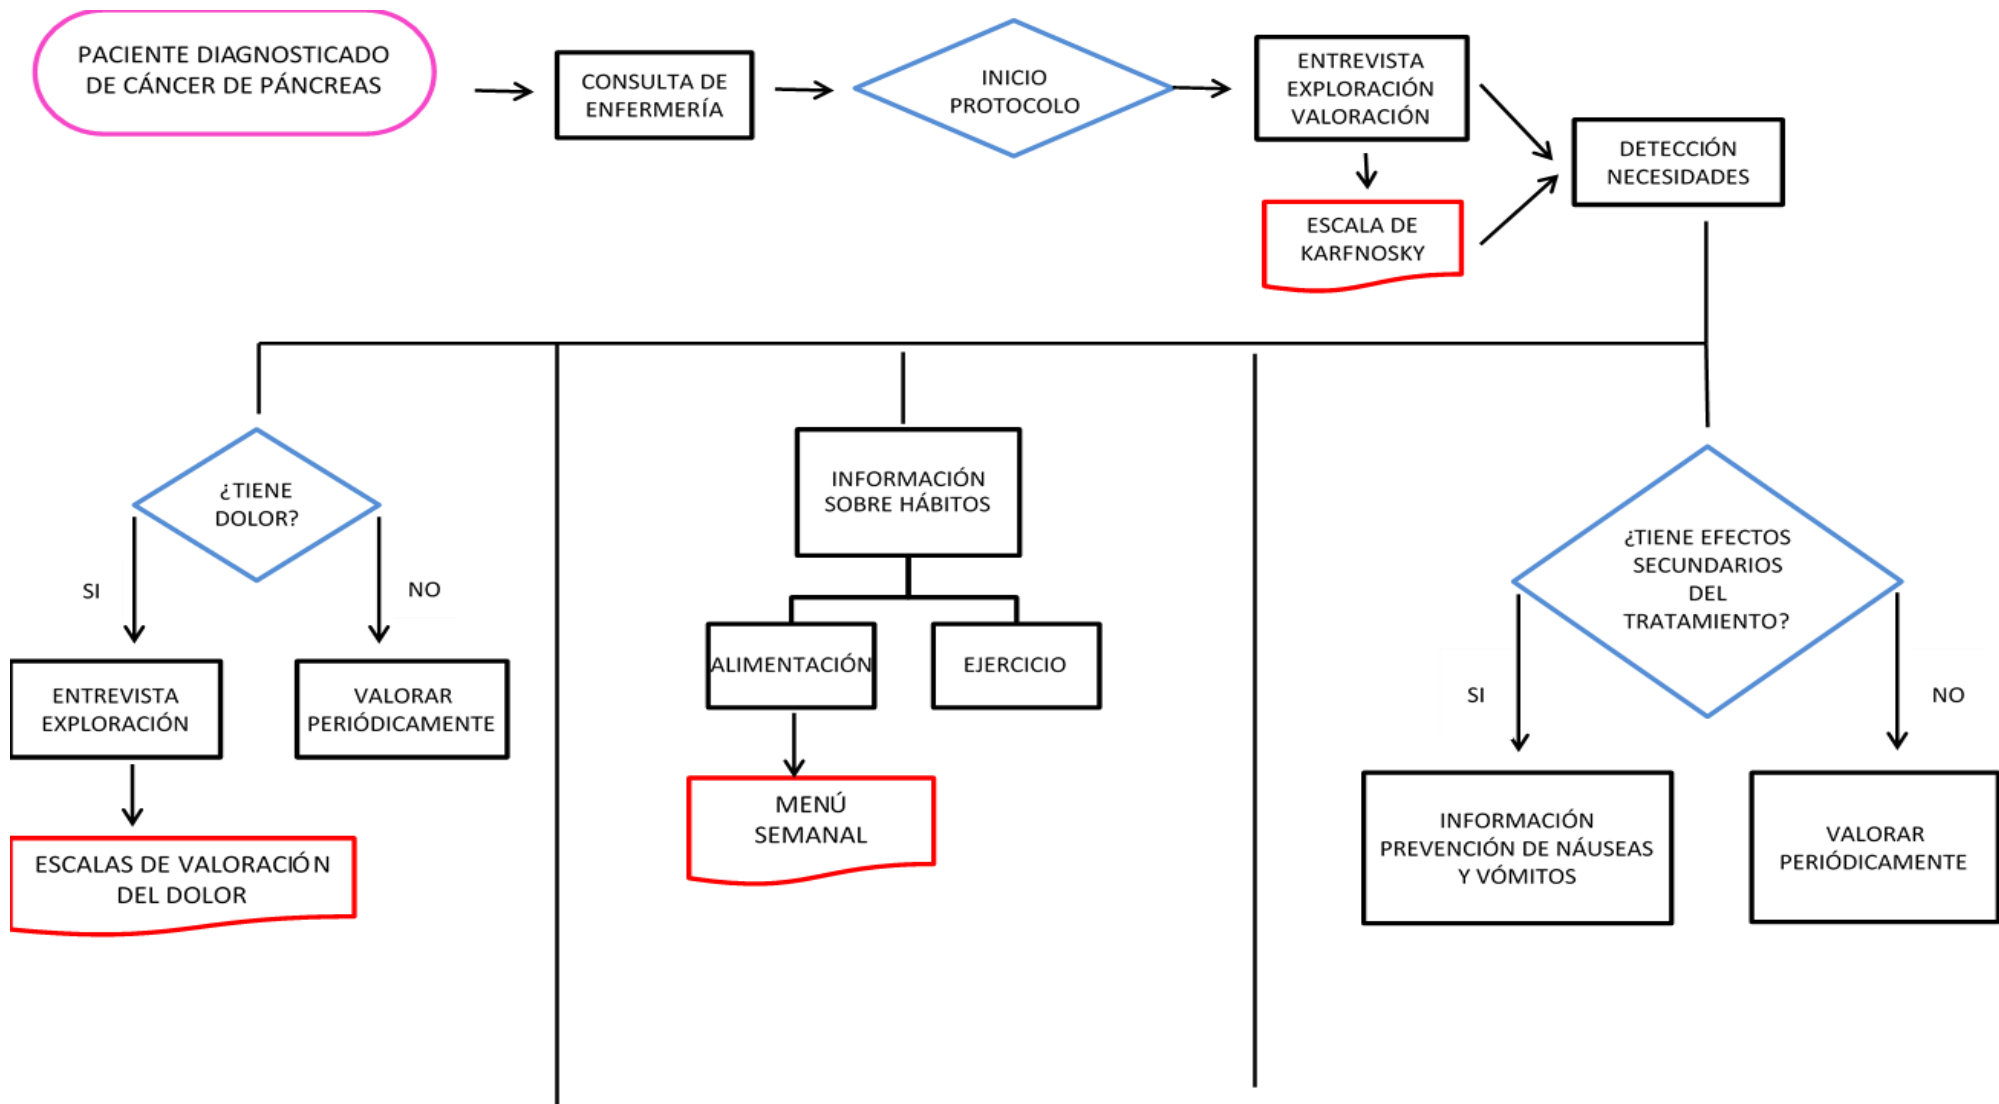 PACIENTE DIAGNOSTICADO
DE CÁNCER DE PÁNCREAS
CONSULTA DE
ENFERMERÍA
INICIO
PROTOCOLO
ENTREVISTA
EXPLORACIÓN
VALORACIÓN
DETECCIÓN
NECESIDADES
ESCALA DE
KARFNOSKY
¿TIENE
DOLOR?
SI
NO
ENTREVISTA
EXPLORACIÓN
VALORAR
PERIÓDICAMENTE
ESCALAS DE VALORACIÓN
DEL DOLOR
INFORMACIÓN
SOBRE HÁBITOS
ALIMENTACIÓN
EJERCICIO
MENÚ
SEMANAL
¿TIENE EFECTOS
SECUNDARIOS
DEL
TRATAMIENTO?
SI
NO
INFORMACIÓN
PREVENCIÓN DE NÁUSEAS
Y VÓMITOS
VALORAR
PERIÓDICAMENTE